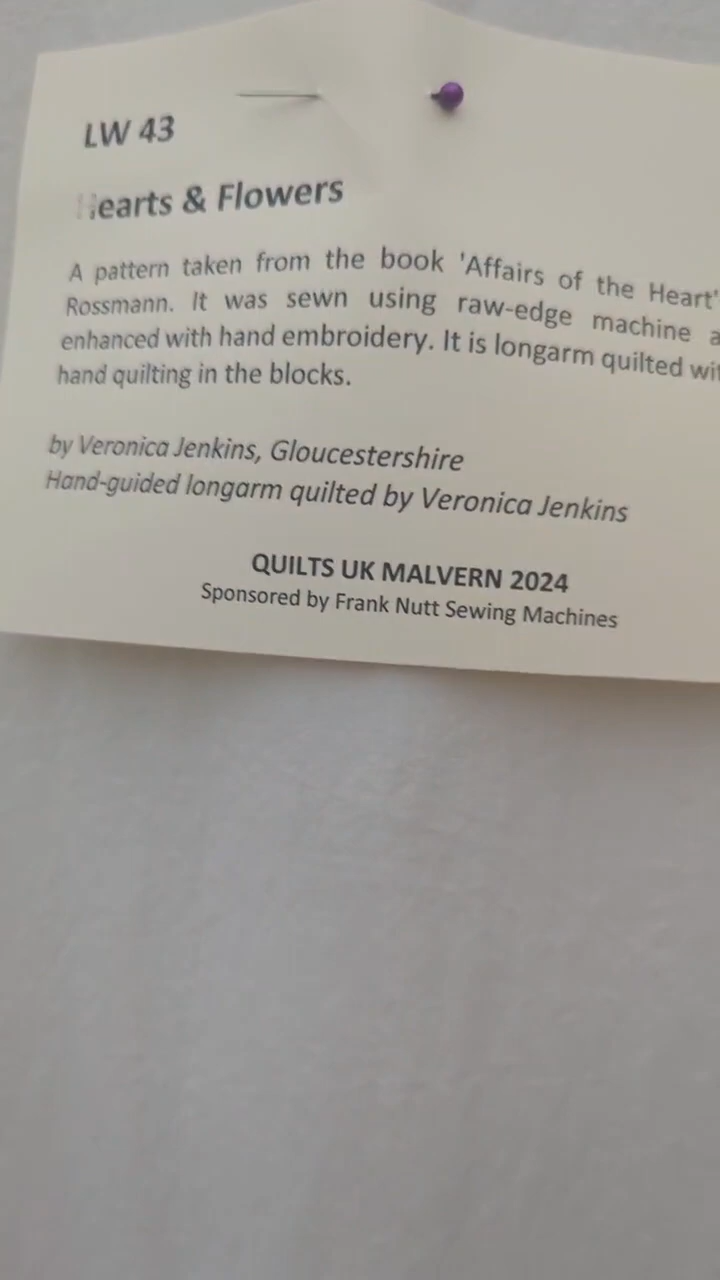 LW 43
Hearts & Flowers
A pattern taken from the book 'Affairs of the Heart'
Rossmann. It was sewn using raw-edge machine
enhanced with hand embroidery. It is longarm quilted
hand quilting in the blocks.
by Veronica Jenkins, Gloucestershire
Hand-guided longarm quilted by Veronica Jenkins
QUILTS UK MALVERN 2024
Sponsored by Frank Nutt Sewing Machines